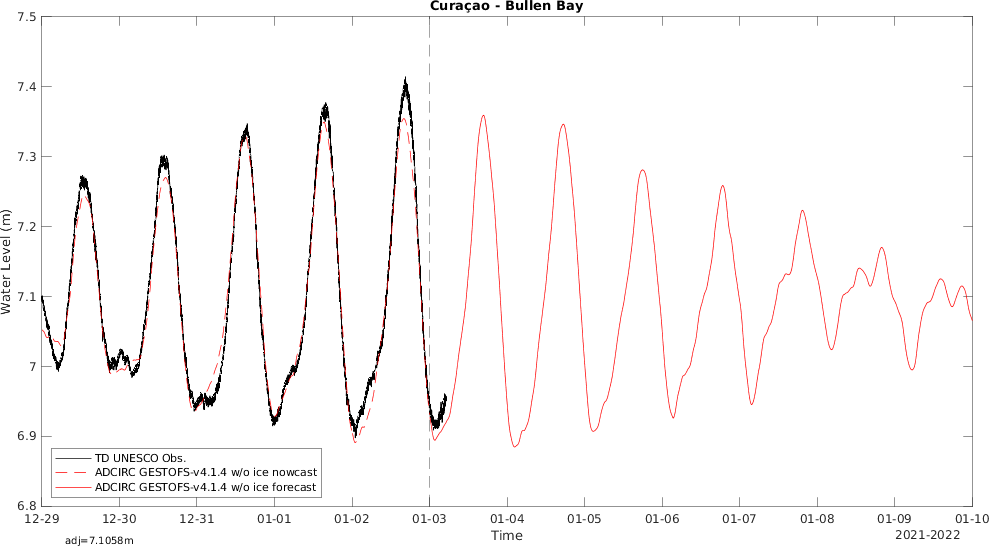 Curaçao - Bullen Bay
7.5
7.4
7.3
7.2
7.1
7
6.9
6.8
Water Level (m)
TD UNESCO Obs.
ADCIRC GESTOFS-v4.1.4 w/o ice nowcast
ADCIRC GESTOFS-v4.1.4 w/o ice forecast
12-29 12-30 12-31 01-01 01-02 01-03 01-04 01-05 01-06 01-07 01-08 01-09 01-10
Time
2021-2022
adj=7.1058m